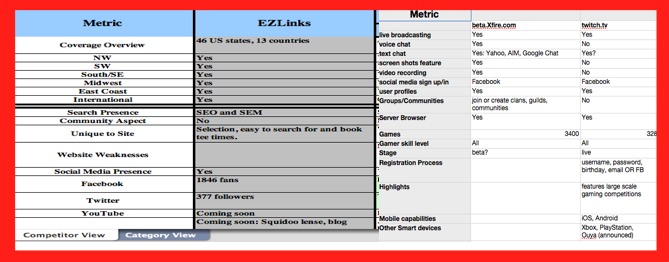 Metric EZLinks
Coverage Overview 46 US states, 13 countries
NW Yes
SW Yes
South/SE Yes
Midwest Yes
East Coast Yes
International Yes
Search Presence SEO and SEM
Community Aspect No
Unique to Site Selection, easy to search for and book
tee times.
Website Weaknesses
Social Media Presence Yes
Facebook 1846 fans
Twitter 377 followers
YouTube Coming soon
Coming soon: Squidoo lense, blog
Competitor View Category View
Metric
beta.Xfire.com twitch.tv
live broadcasting Yes Yes
voice chat Yes No
text chat Yes: Yahoo, AIM, Google Chat Yes?
screen shots feature Yes No
video recording Yes Yes
social media sign up/in Facebook Facebook
user profiles Yes Yes
Groups/Communities join or create clans, guilds, No
communities
Server Browser Yes Yes
Games 3400 328
Gamer skill level All All
Stage beta? live
Registration Process username, password,
birthday, email OR FB
Highlights features large scale
gaming competitions
Mobile capabilities iOS, Android
Other Smart devices Xbox, PlayStation,
Ouya (announced)